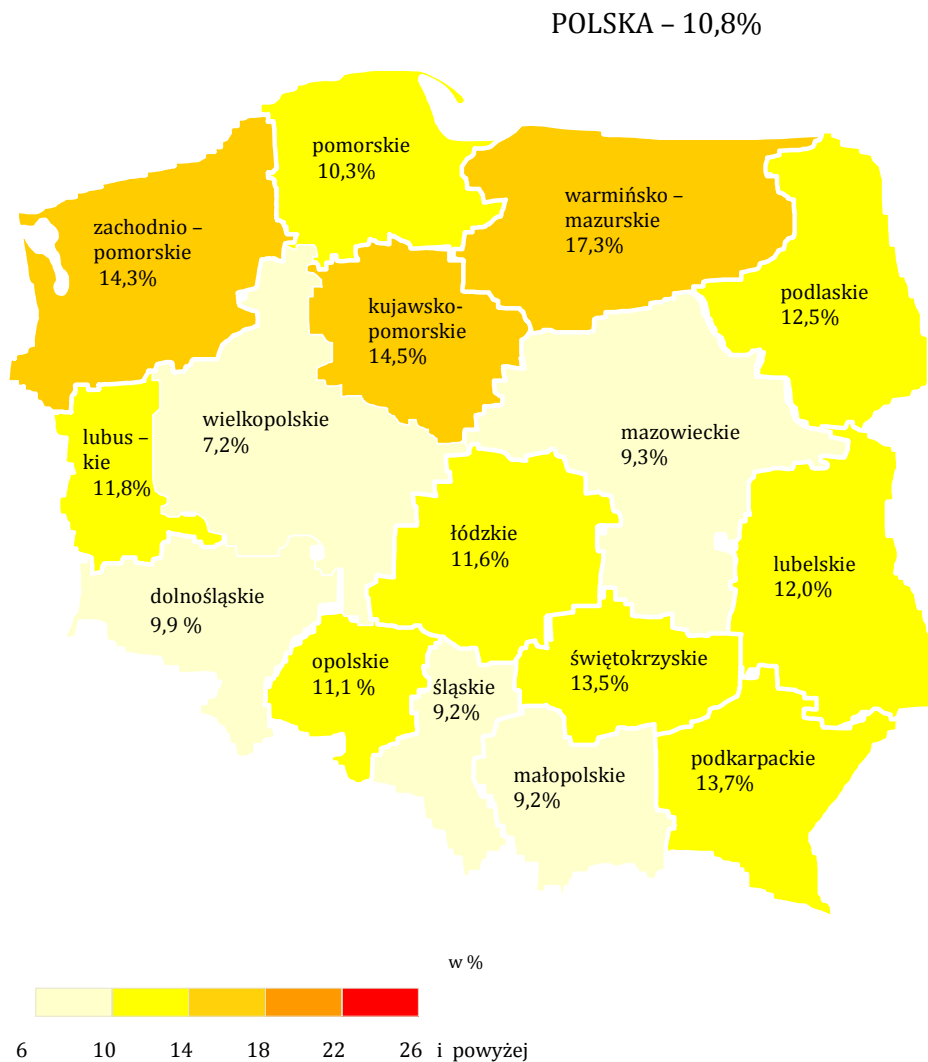 POLSKA – 10,8%
pomorskie
10,3%
warmińsko –
mazurskie
17,3%
zachodnio –
pomorskie
14,3%
podlaskie
12,5%
kujawsko-
pomorskie
14,5%
wielkopolskie
7,2%
mazowieckie
9,3%
lubus –
kie
11,8%
łódzkie
11,6%
lubelskie
12,0%
dolnośląskie
9,9 %
opolskie
11,1 %
śląskie
9,2%
świętokrzyskie
13,5%
małopolskie
9,2%
podkarpackie
13,7%
w %
6 10 14 18 22 26 i powyżej